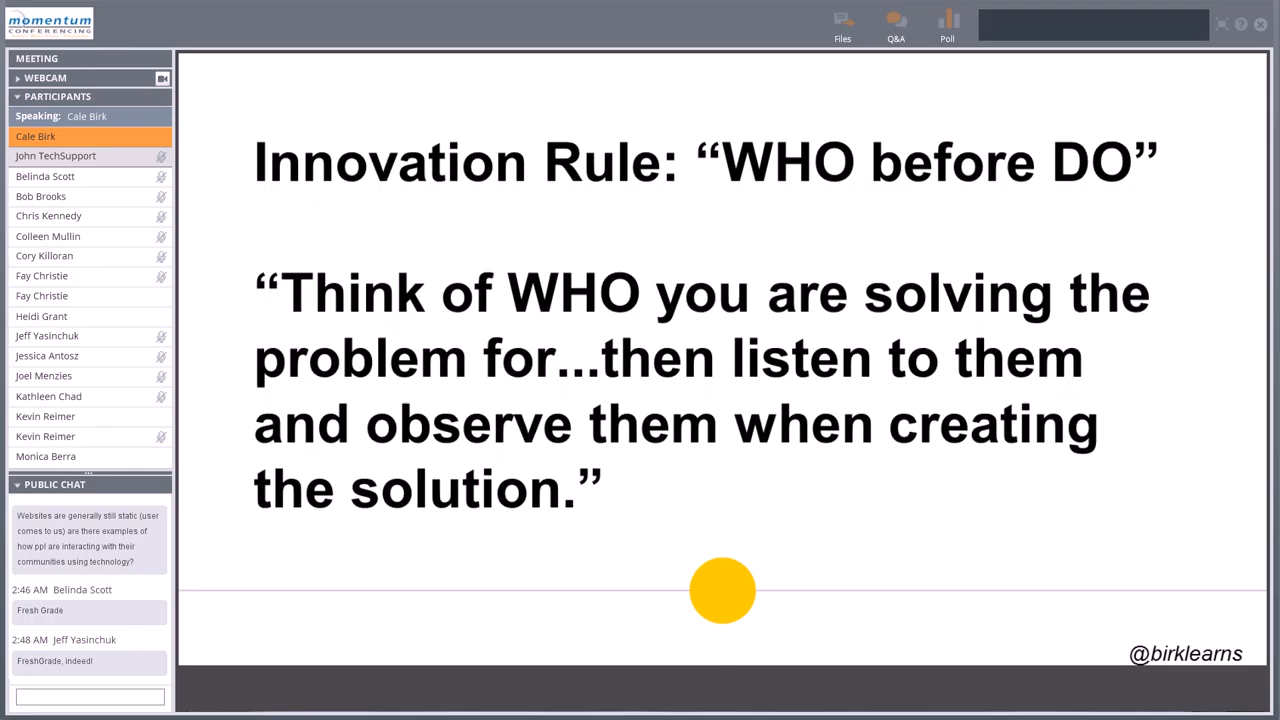 momentum
CONFERENCING
Files
Q&A
Poll
MEETING
WEBCAM
PARTICIPANTS
Speaking: Cale Birk
Cale Birk
John TechSupport
Belinda Scott
Bob Brooks
Chris Kennedy
Colleen Mullin
Cory Killoran
Fay Christie
Fay Christie
Heidi Grant
Jeff Yasinchuk
Jessica Antosz
Joel Menzies
Kathleen Chad
Kevin Reimer
Kevin Reimer
Monica Berra
PUBLIC CHAT
Websites are generally still static (user
comes to us) are there examples of
how ppl are interacting with their
communities using technology?
2:46 AM Belinda Scott
Fresh Grade
2:48 AM Jeff Yasinchuk
FreshGrade, indeed!
Innovation Rule: “WHO before DO”
“Think of WHO you are solving the
problem for...then listen to them
and observe them when creating
the solution.”
@birklearns